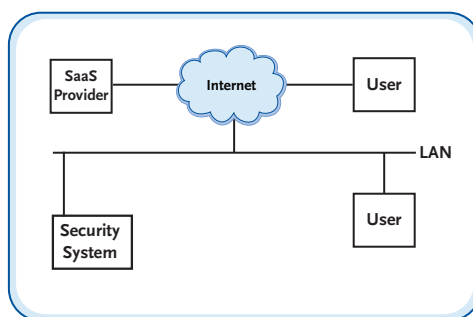 SaaS
Provider
Internet
User
LAN
Security
System
User